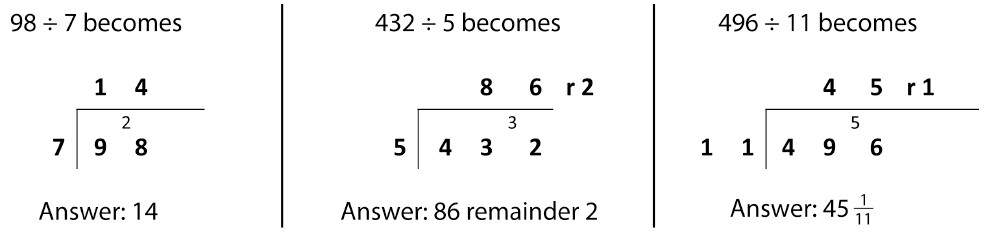 98 ÷ 7 becomes
1 4
2
7 9 8
Answer: 14
432 ÷ 5 becomes
8 6 r 2
3
5 4 3 2
Answer: 86 remainder 2
496 ÷ 11 becomes
4 5 r 1
5
1 1 4 9 6
Answer: 45 1/11